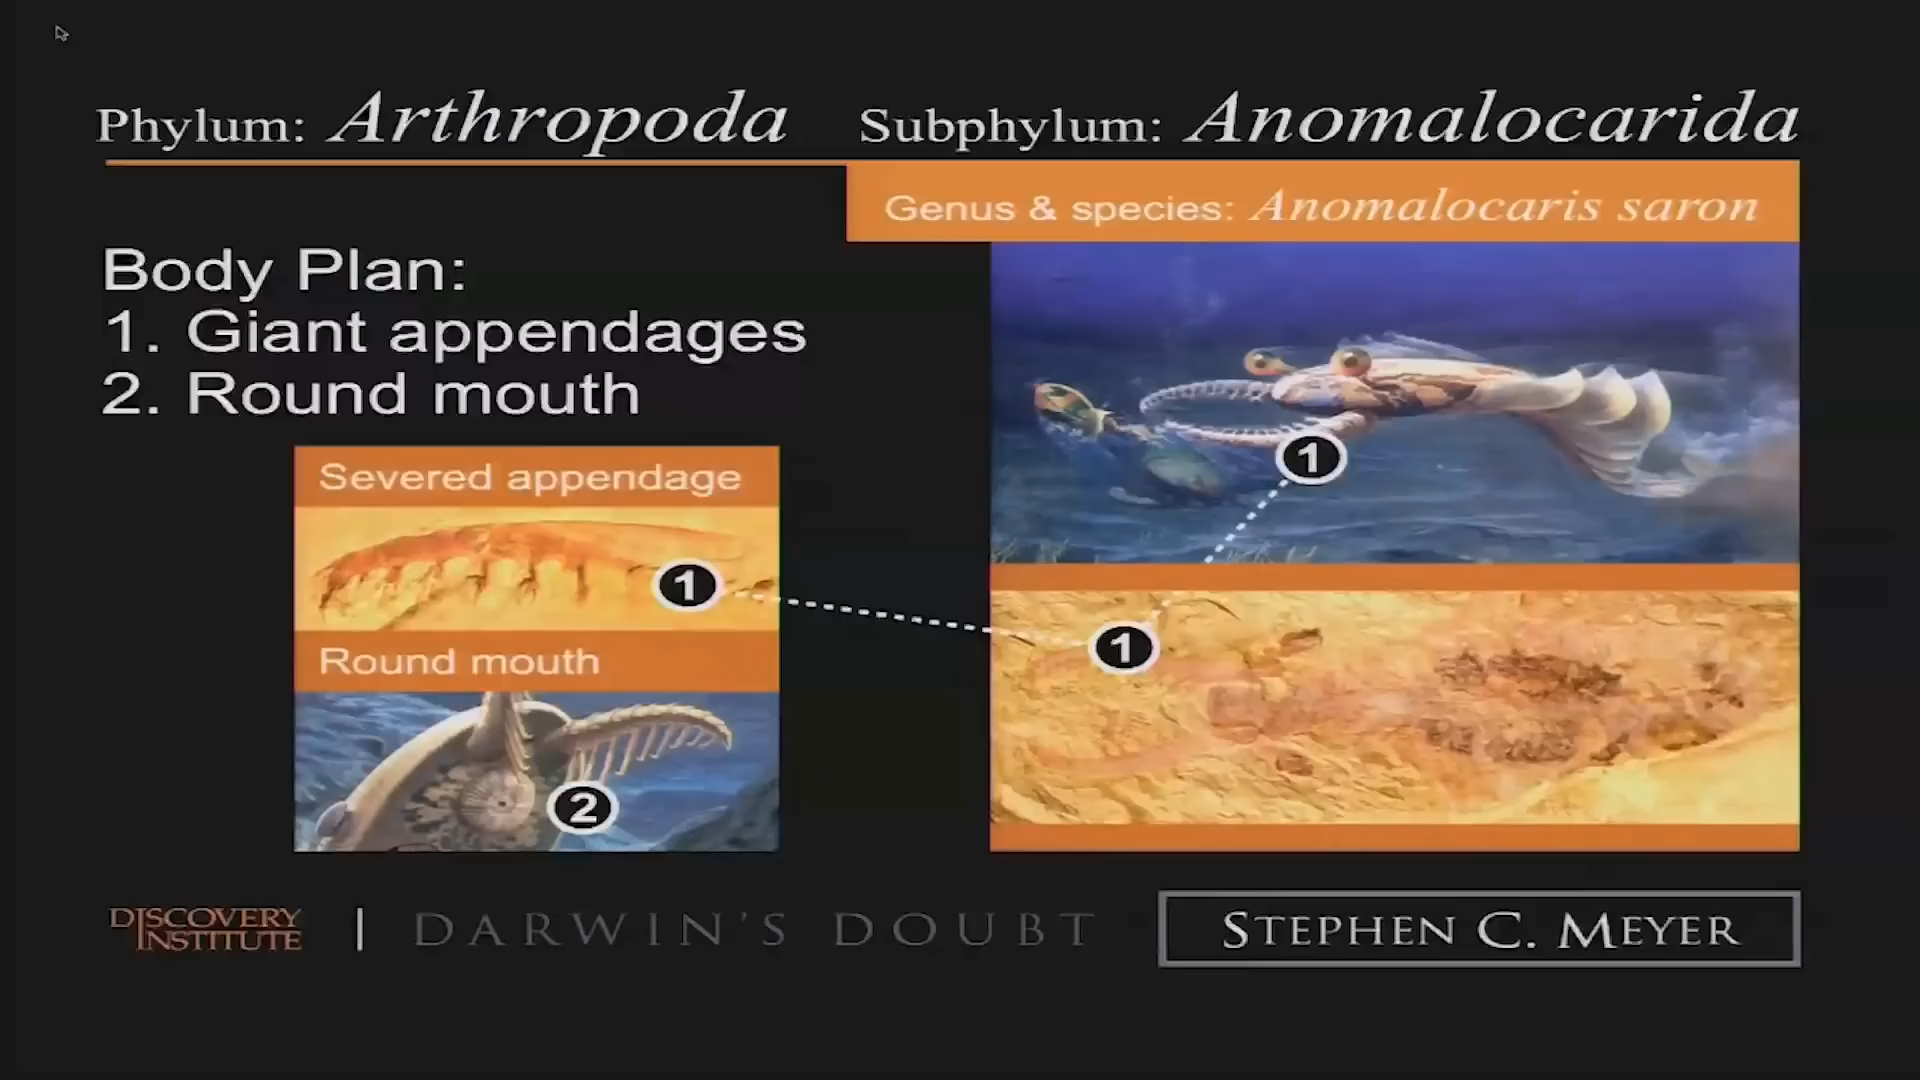 Phylum: Arthropoda
Subphylum: Anomalocarida
Genus & species: Anomalocaris saron
Body Plan:
1. Giant appendages
2. Round mouth
Severed appendage
1
Round mouth
2
1
1
DISCOVERY
INSTITUTE
DARWIN'S DOUBT
STEPHEN C. MEYER